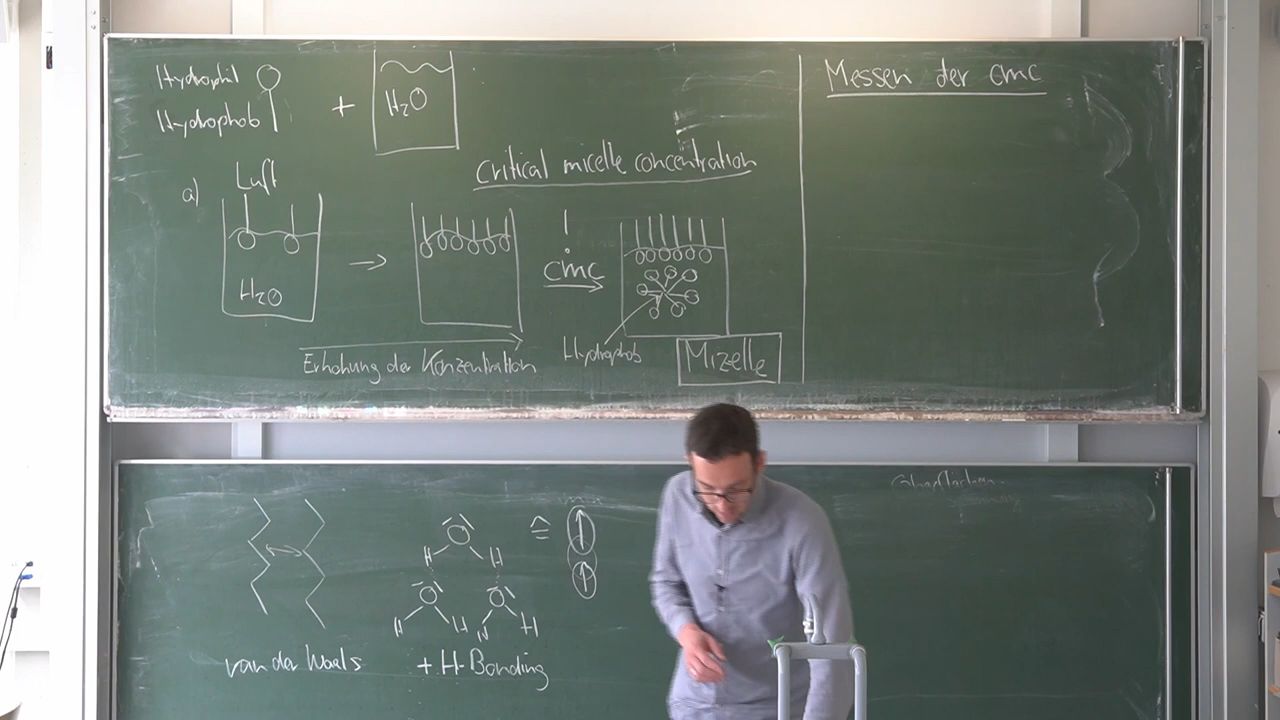 Hydrophil
Hydrophob
+
H₂O
Critical micelle concentration
a) Luft
H₂O
→
!
cmc
Hydrophob
Mizelle
Erhöhung der Konzentration
Messen der cmc
H H
H H H H
≙
van der Waals
+ H-Bonding